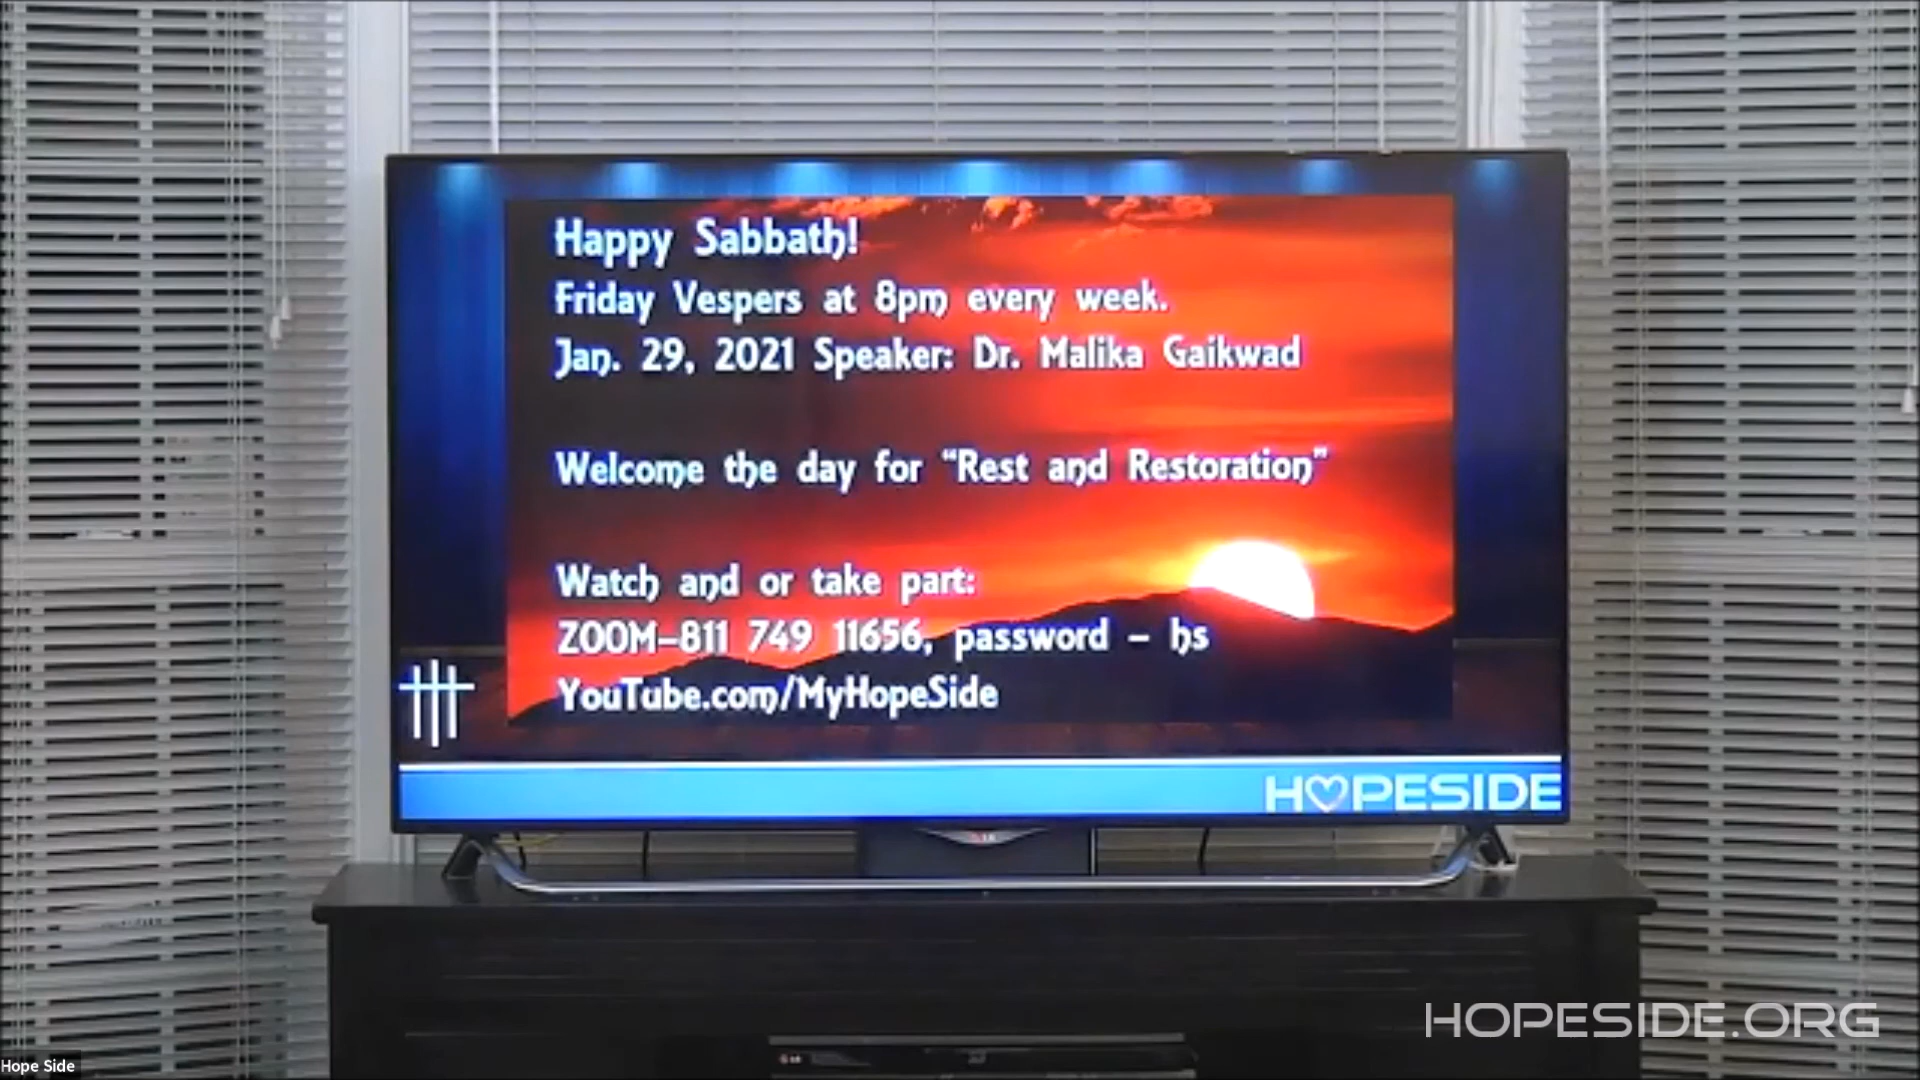 Happy Sabbath!
Friday Vespers at 8pm every week.
Jan. 29, 2021 Speaker: Dr. Malika Gaikwad
Welcome the day for “Rest and Restoration”
Watch and or take part:
ZOOM–811 749 11656, password – hs
YouTube.com/MyHopeSide
HOPESIDE
LG
LG
HOPESIDE.ORG
Hope Side